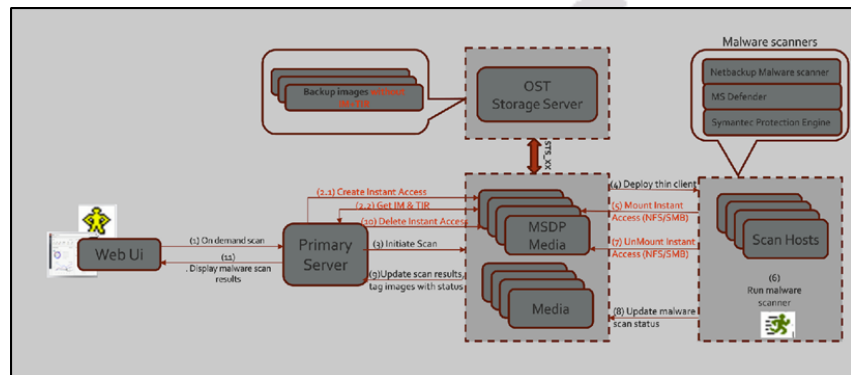 Malware scanners
Netbackup Malware scanner
MS Defender
Symantec Protection Engine
Backup images without
OST
Storage Server
STS_XX
(2.1) Create Instant Access
(2.2) Get IM & TIR
(10) Delete Instant Access
(1) On demand scan
Web Ui
(11)
. Display malware scan
results
Primary
Server
(3) Initiate Scan
(9)Update scan results,
tag images with status
MSDP
Media
Media
(4) Deploy thin client
(5) Mount Instant
Access (NFS/SMB)
(7) UnMount Instant
Access (NFS/SMB)
(8) Update malware
scan status
Scan Hosts
(6)
Run malware
scanner